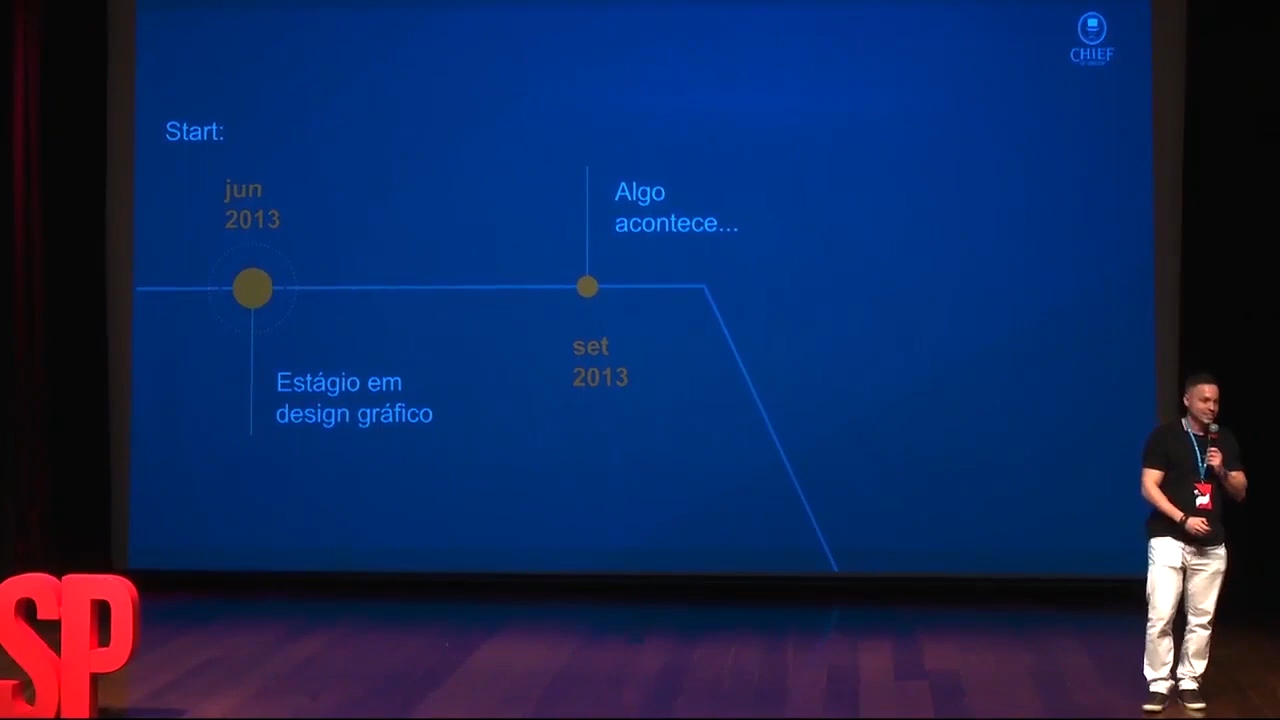 CHIEF
Start:
jun
2013
Algo
acontece...
set
2013
Estágio em
design gráfico
SP